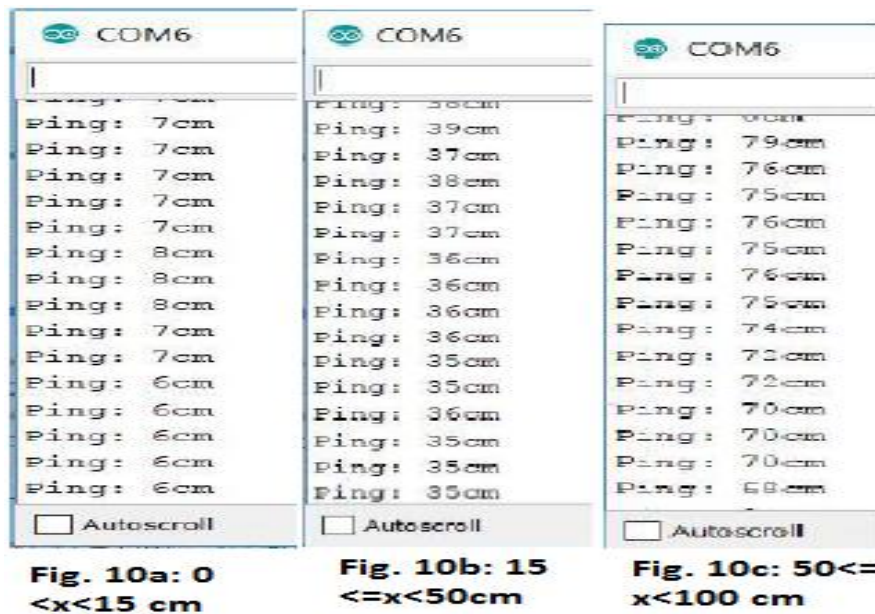 COM6
Ping: 7cm
Ping: 7cm
Ping: 7cm
Ping: 7cm
Ping: 7cm
Ping: 8cm
Ping: 8cm
Ping: 8cm
Ping: 7cm
Ping: 7cm
Ping: 6cm
Ping: 6cm
Ping: 6cm
Ping: 6cm
Ping: 6cm
Autoscroll
Fig. 10a: 0
<x<15 cm
COM6
Ping: 38cm
Ping: 39cm
Ping: 37cm
Ping: 38cm
Ping: 37cm
Ping: 37cm
Ping: 36cm
Ping: 36cm
Ping: 36cm
Ping: 36cm
Ping: 35cm
Ping: 35cm
Ping: 36cm
Ping: 35cm
Ping: 35cm
Ping: 35cm
Autoscroll
Fig. 10b: 15
<=x<50cm
COM6
Ping:
Ping: 79cm
Ping: 76cm
Ping: 75cm
Ping: 76cm
Ping: 75cm
Ping: 76cm
Ping: 75cm
Ping: 74cm
Ping: 72cm
Ping: 72cm
Ping: 70cm
Ping: 70cm
Ping: 70cm
Ping: 68cm
Autoscroll
Fig. 10c: 50<=
x<100 cm